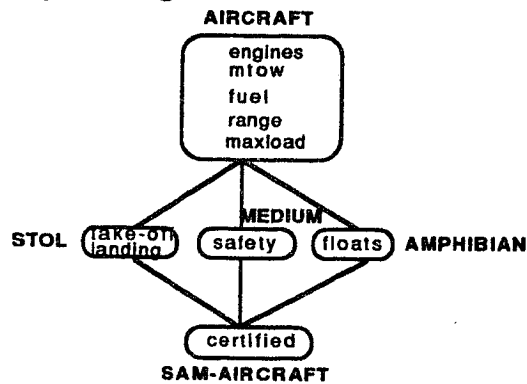 AIRCRAFT
engines
mtow
fuel
range
maxload
MEDIUM
STOL
take-off
landing
safety
floats
AMPHIBIAN
certified
SAM-AIRCRAFT